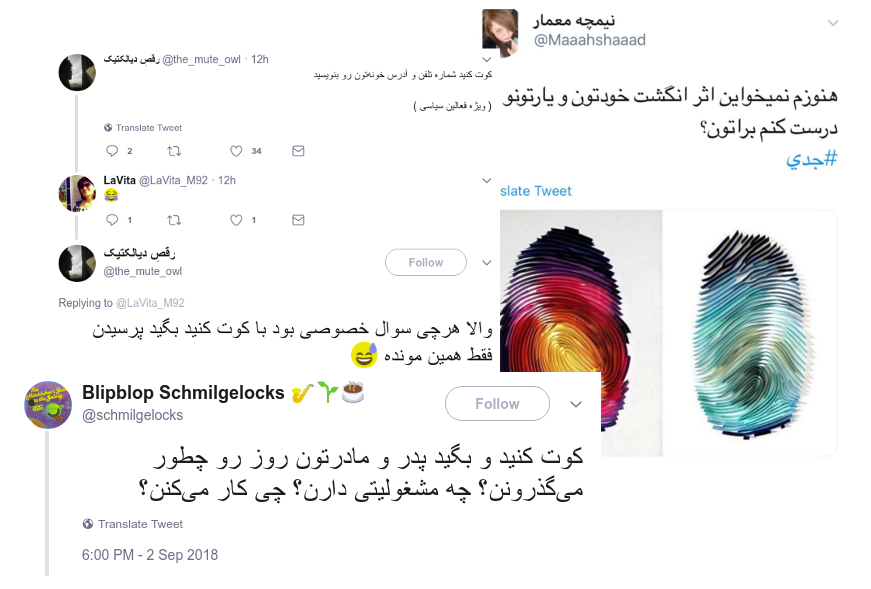 رقص دیالکتیک @the_mute_owl · 12h
کوت کنید شماره تلفن و آدرس خونه‌تون رو بنویسید
( ویژه فعالین سیاسی )
Translate Tweet
2 34
LaVita @LaVita_M92 · 12h
😂
1 1
رقصِ دیالکتیک
@the_mute_owl
Follow
Replying to @LaVita_M92
والا هرچی سوال خصوصی بود با کوت کنید بگید پرسیدن
فقط همین مونده 😅
نیمچه معمار
@Maaahshaaad
هنوزم نمیخواین اثر انگشت خودتون و یارتونو
درست کنم براتون؟
#جدي
slate Tweet
Blipblop Schmilgelocks 🎷🌱☕
@schmilgelocks
Follow
کوت کنید و بگید پدر و مادرتون روز رو چطور
می‌گذرونن؟ چه مشغولیتی دارن؟ چی کار می‌کنن؟
Translate Tweet
6:00 PM - 2 Sep 2018